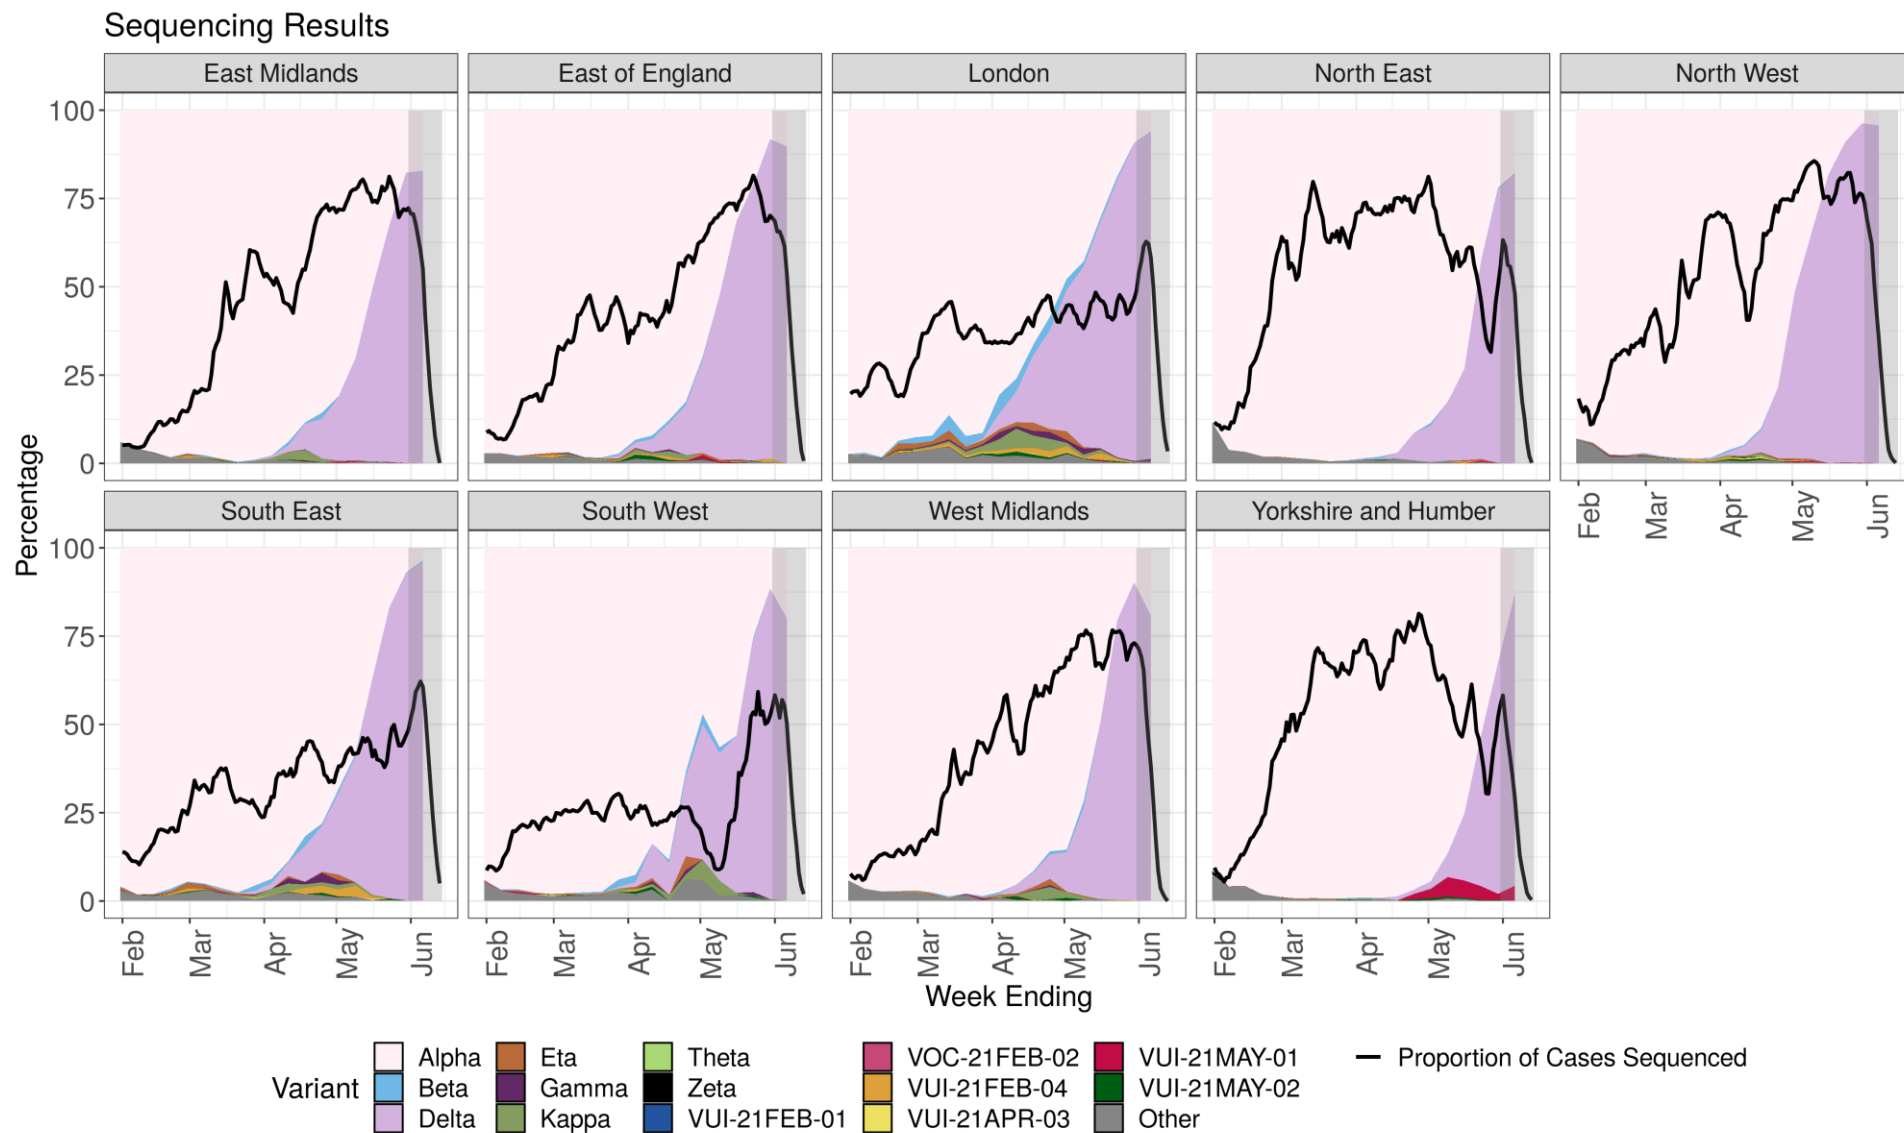 Sequencing Results
East Midlands
East of England
London
North East
North West
100
75
50
25
0
Feb Mar Apr May Jun
South East
South West
West Midlands
Yorkshire and Humber
100
75
50
25
0
Percentage
Feb Mar Apr May Jun
Feb Mar Apr May Jun
Feb Mar Apr May Jun
Feb Mar Apr May Jun
Week Ending
Variant
Alpha
Beta
Delta
Eta
Gamma
Kappa
Theta
Zeta
VUI-21FEB-01
VOC-21FEB-02
VUI-21FEB-04
VUI-21APR-03
VUI-21MAY-01
VUI-21MAY-02
Other
Proportion of Cases Sequenced